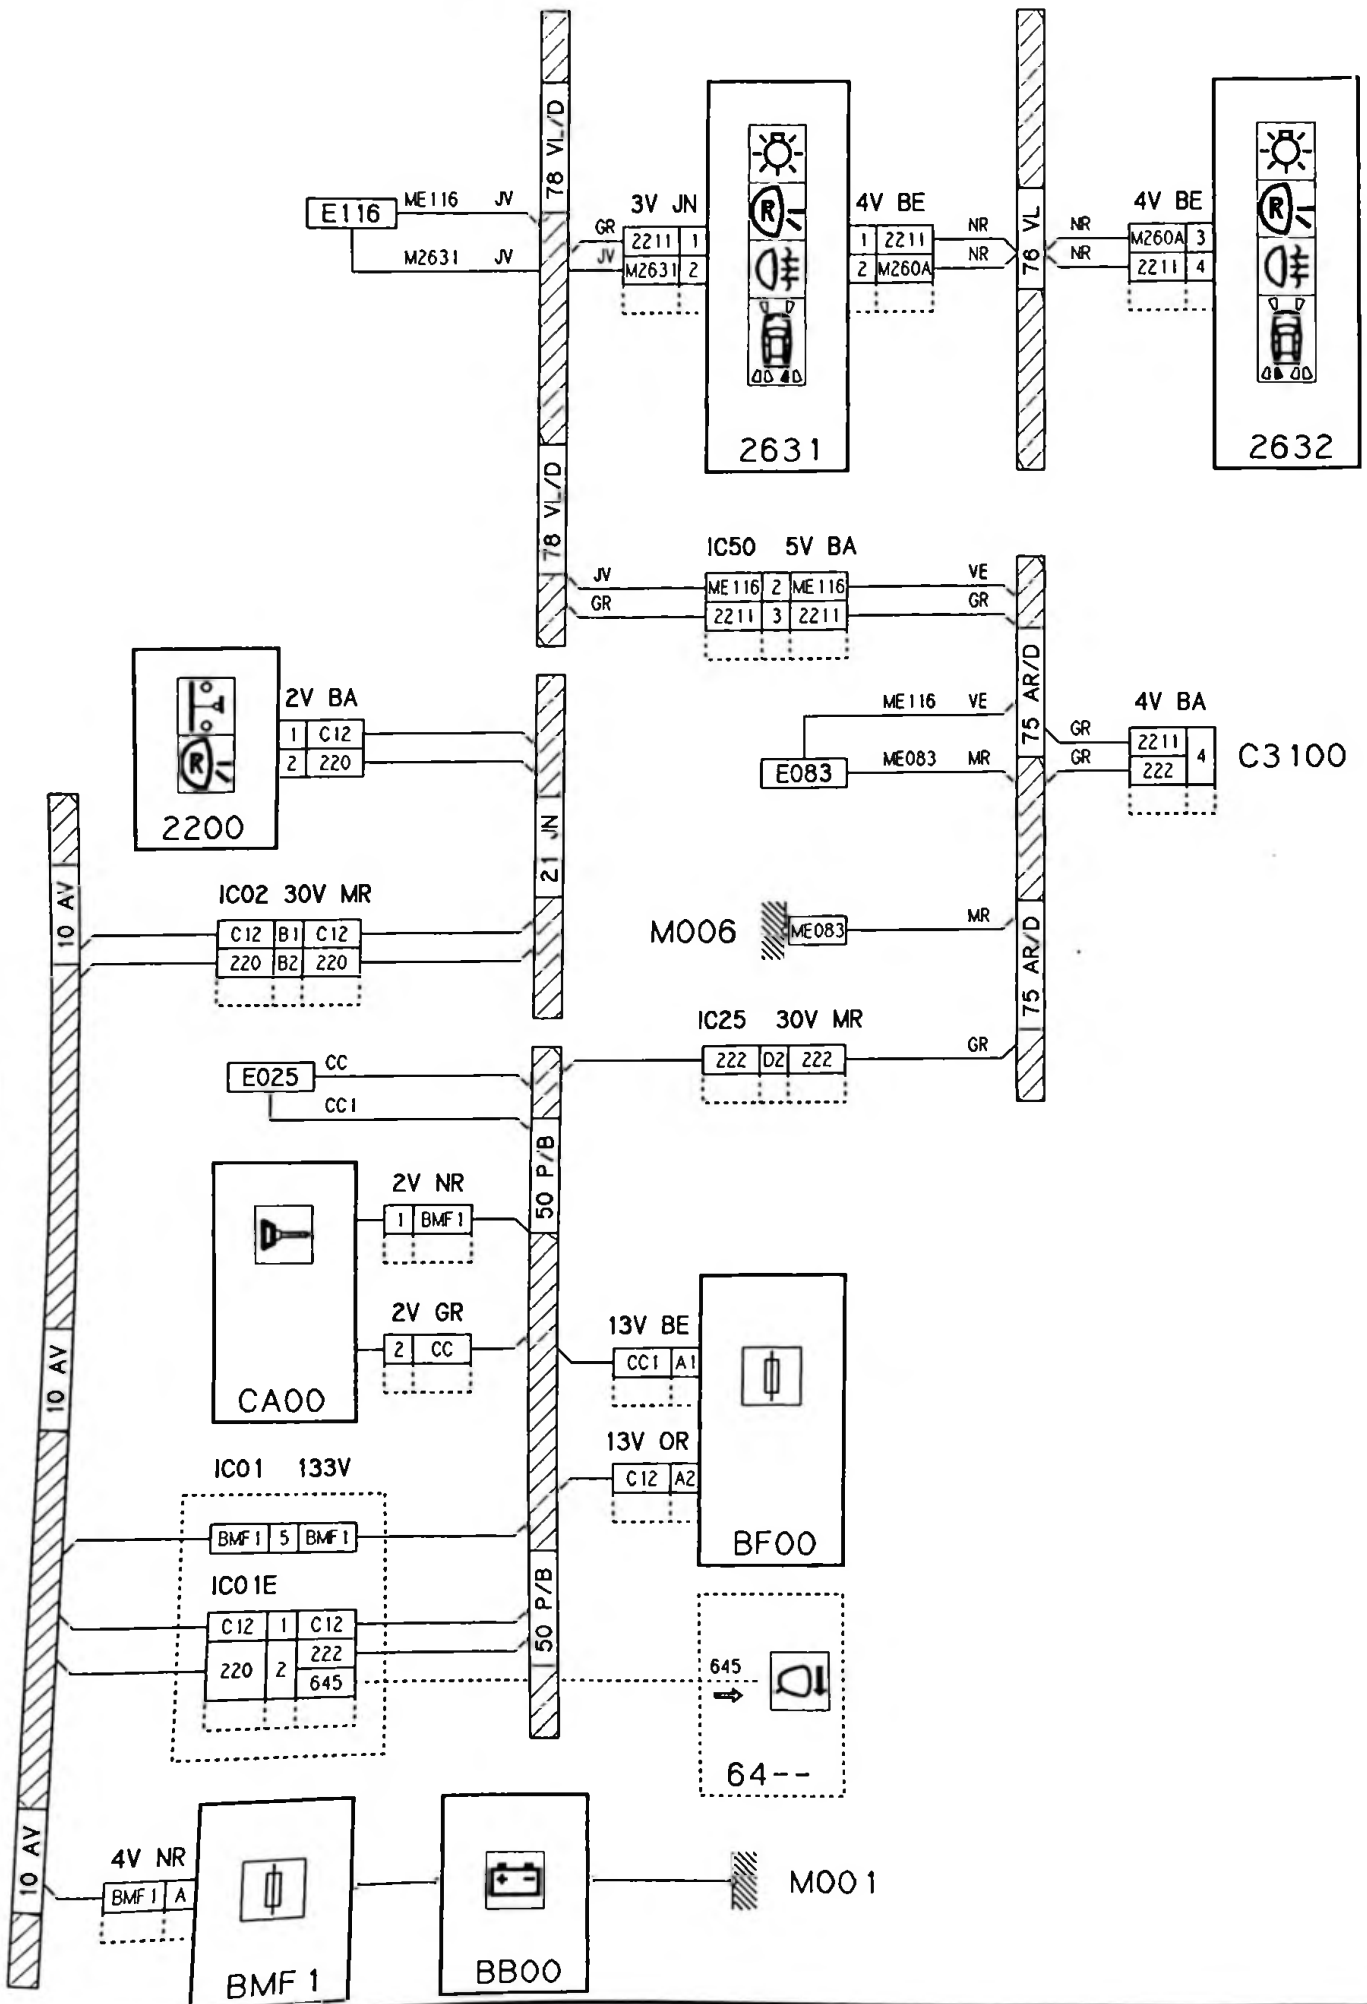 78 VL/D
E116
ME116 JV
M2631 JV
3V JN
GR
2211 1
JV
M2631 2
2631
4V BE
1 2211
2 M260A
NR
NR
76 VL
NR
NR
4V BE
M260A 3
2211 4
2632
78 VL/D
IC50 5V BA
JV
ME116 2 ME116
VE
GR
2211 3 2211
GR
2200
2V BA
1 C12
2 220
21 JN
75 AR/D
ME116 VE
E083
ME083 MR
4V BA
GR
2211
4
GR
222
C3100
10 AV
IC02 30V MR
C12 B1 C12
220 B2 220
M006
ME083
MR
75 AR/D
IC25 30V MR
222 D2 222
GR
E025
CC
CC1
50 P/B
CA00
2V NR
1 BMF1
2V GR
2 CC
10 AV
13V BE
CC1 A1
13V OR
C12 A2
BF00
IC01 133V
BMF1 5 BMF1
IC01E
C12 1 C12
220 2 222
645
50 P/B
645
64--
10 AV
4V NR
BMF1 A
BMF1
R
R
R
+ -
BB00
M001